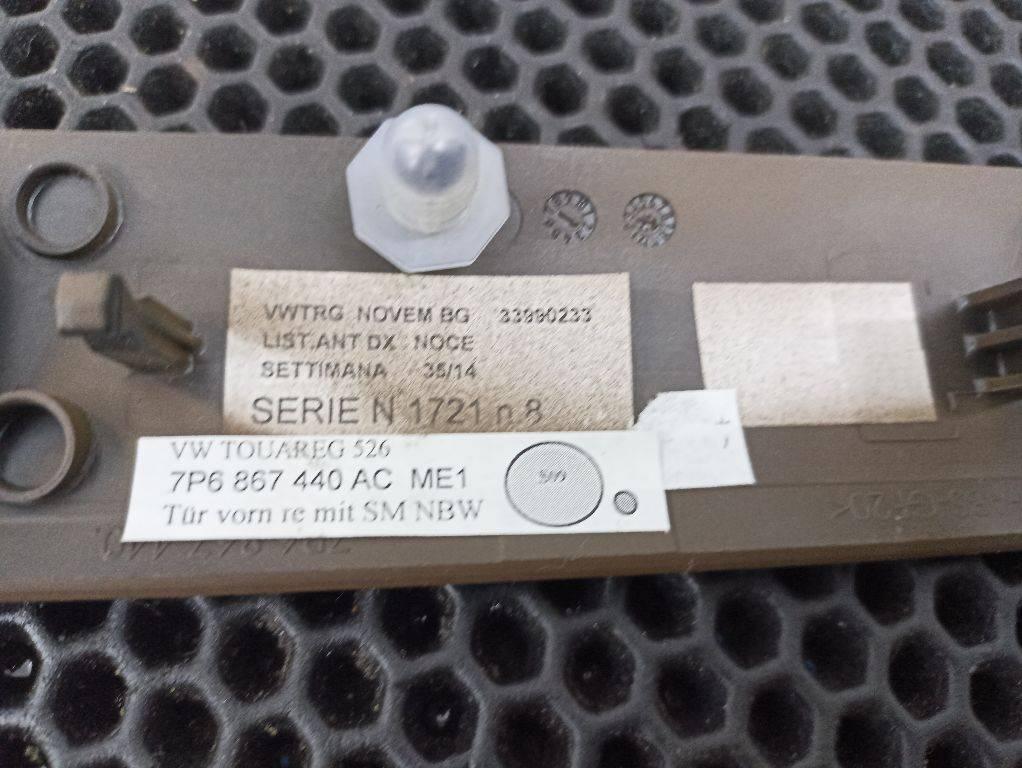 VWTRG NOVEM BG 33990233
LIST.ANT DX NOCE
SETTIMANA 35/14
SERIE N 1721 n 8
VW TOUAREG 526
7P6 867 440 AC ME1
Tür vorn re mit SM NBW
509